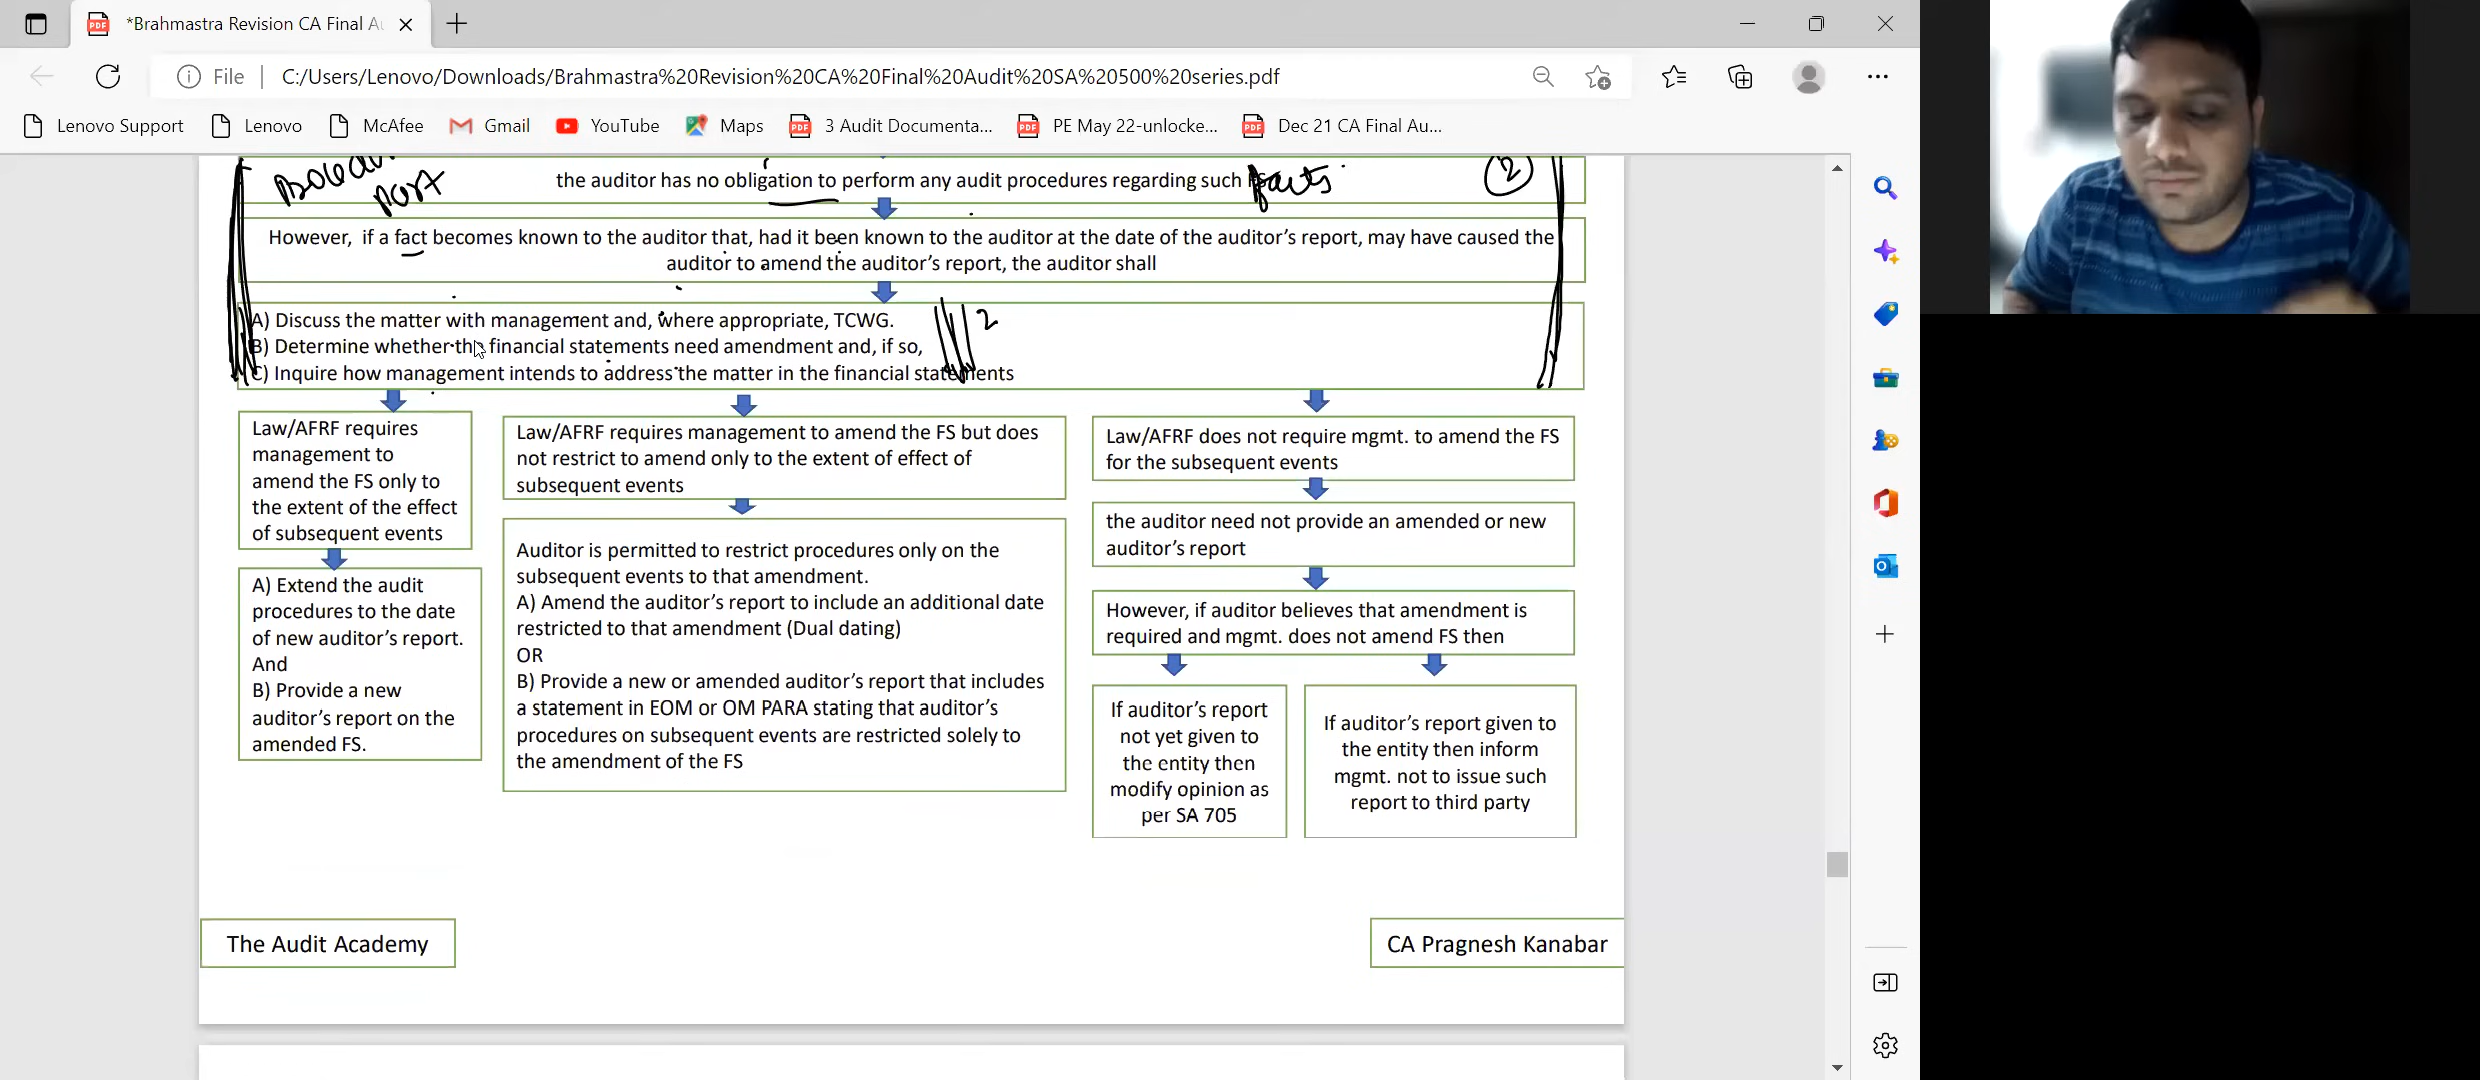 *Brahmastra Revision CA Final Au
File
C:/Users/Lenovo/Downloads/Brahmastra%20Revision%20CA%20Final%20Audit%20SA%20500%20series.pdf
Lenovo Support
Lenovo
McAfee
Gmail
YouTube
Maps
3 Audit Documenta...
PE May 22-unlocke...
Dec 21 CA Final Au...
port
the auditor has no obligation to perform any audit procedures regarding such
facts
2
However, if a fact becomes known to the auditor that, had it been known to the auditor at the date of the auditor's report, may have caused the
auditor to amend the auditor's report, the auditor shall
A) Discuss the matter with management and, where appropriate, TCWG.
2
B) Determine whether the financial statements need amendment and, if so,
C) Inquire how management intends to address the matter in the financial statements
Law/AFRF requires
management to
amend the FS only to
the extent of the effect
of subsequent events
A) Extend the audit
procedures to the date
of new auditor's report.
And
B) Provide a new
auditor's report on the
amended FS.
Law/AFRF requires management to amend the FS but does
not restrict to amend only to the extent of effect of
subsequent events
Auditor is permitted to restrict procedures only on the
subsequent events to that amendment.
A) Amend the auditor's report to include an additional date
restricted to that amendment (Dual dating)
OR
B) Provide a new or amended auditor's report that includes
a statement in EOM or OM PARA stating that auditor's
procedures on subsequent events are restricted solely to
the amendment of the FS
Law/AFRF does not require mgmt. to amend the FS
for the subsequent events
the auditor need not provide an amended or new
auditor's report
However, if auditor believes that amendment is
required and mgmt. does not amend FS then
If auditor's report
not yet given to
the entity then
modify opinion as
per SA 705
If auditor's report given to
the entity then inform
mgmt. not to issue such
report to third party
The Audit Academy
CA Pragnesh Kanabar